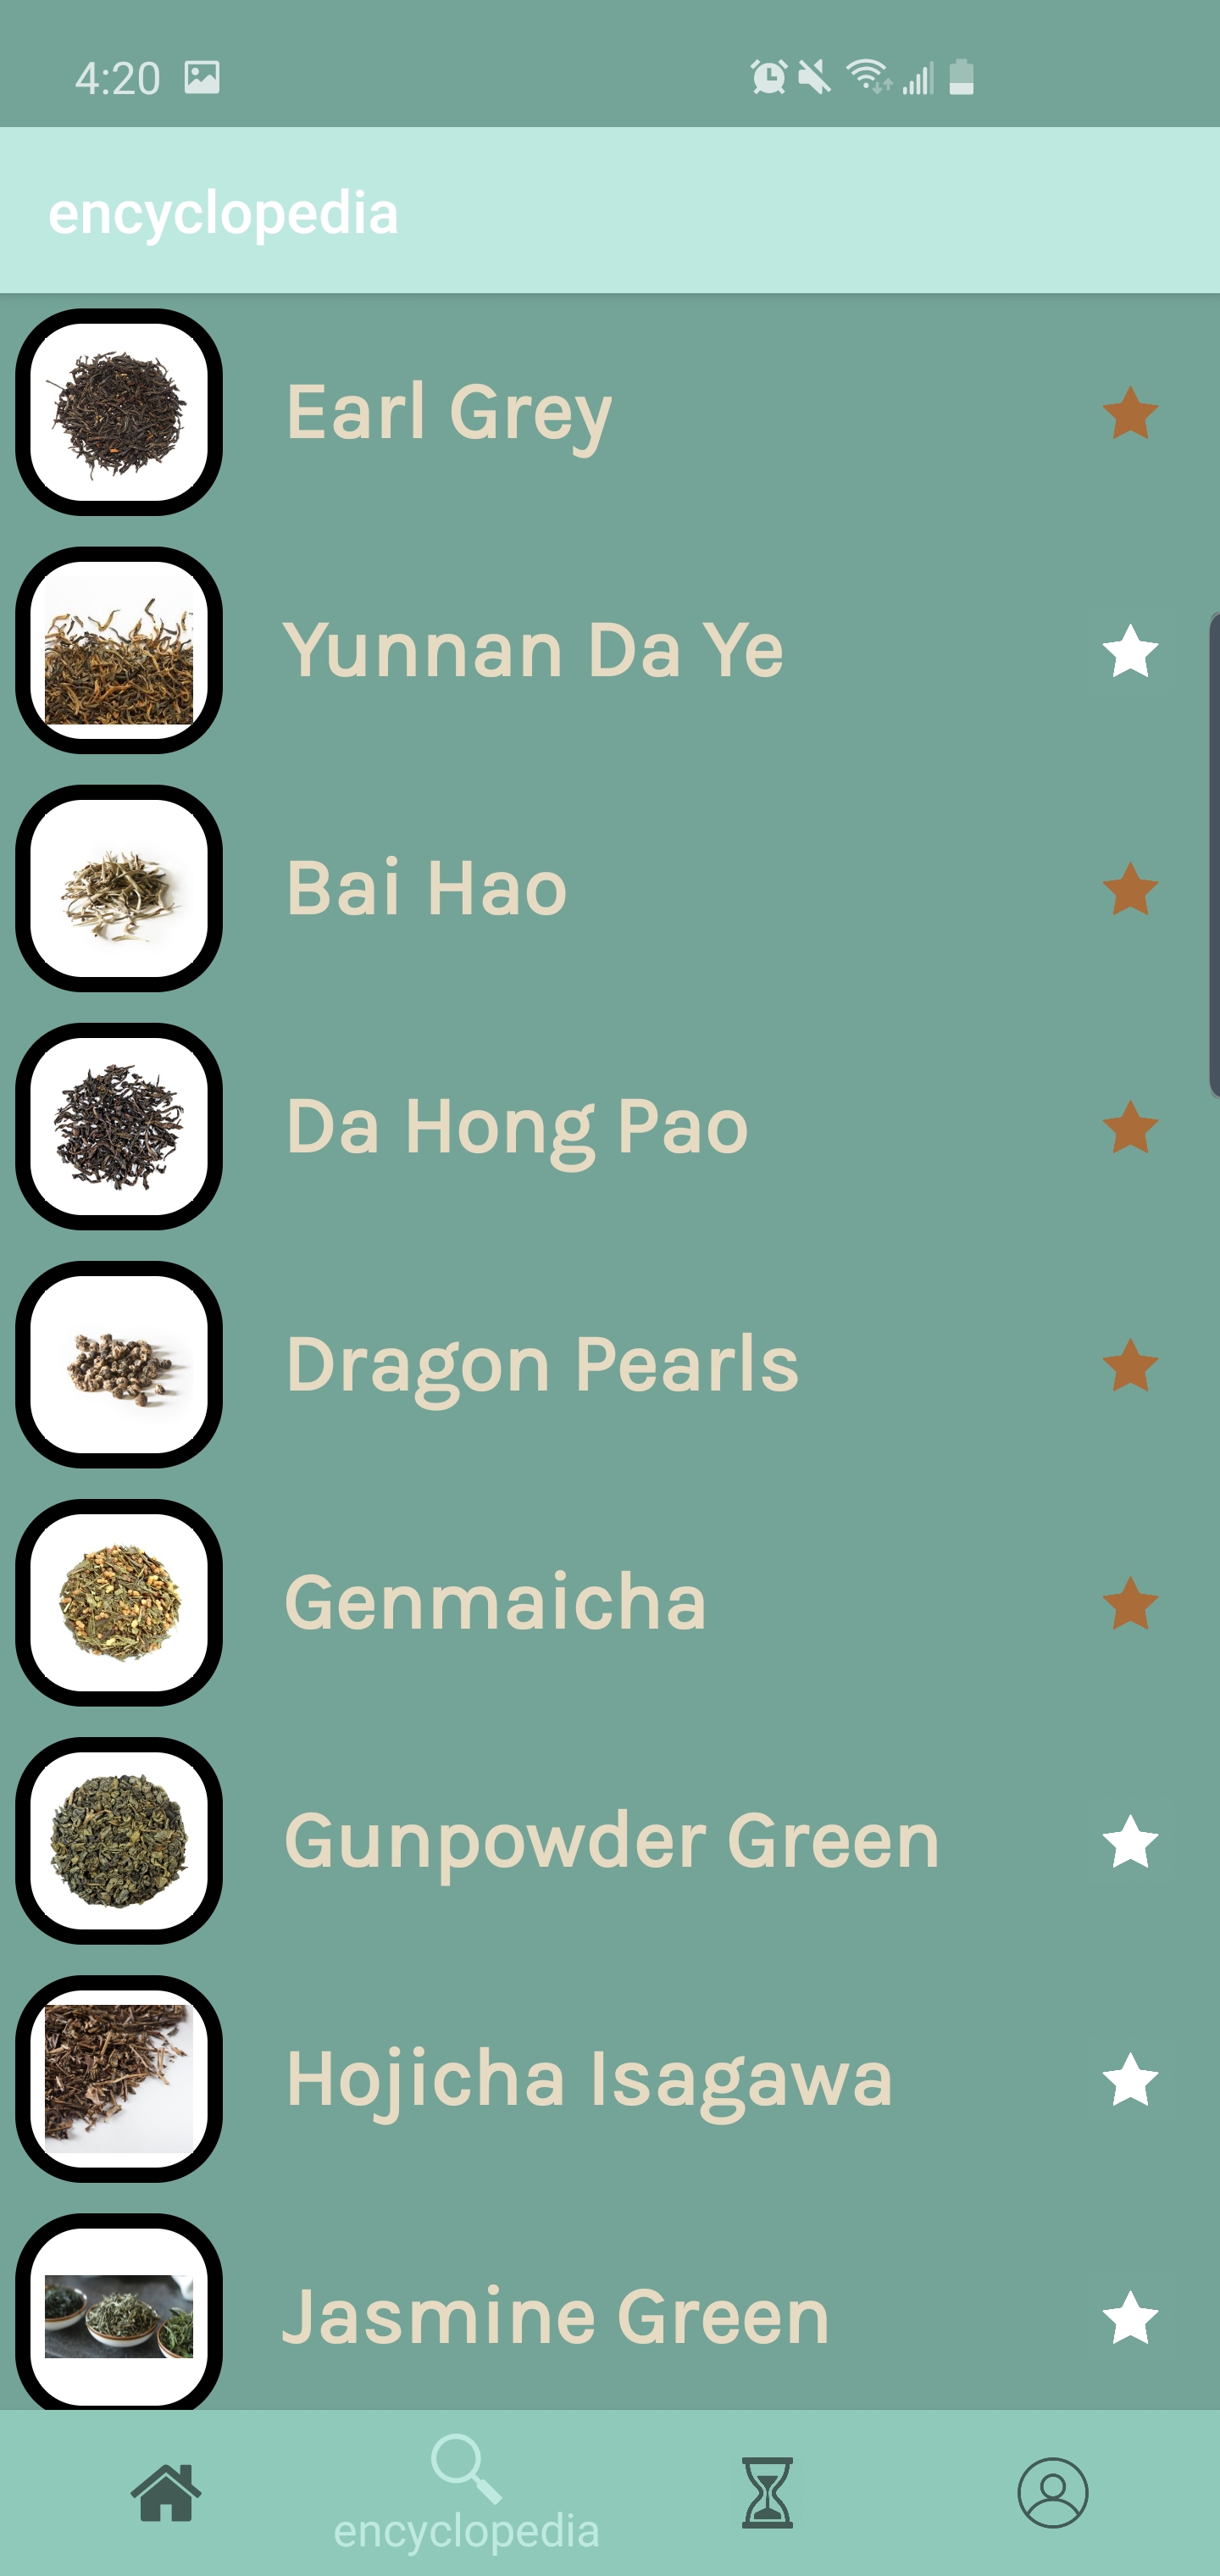 4:20
encyclopedia
Earl Grey
Yunnan Da Ye
Bai Hao
Da Hong Pao
Dragon Pearls
Genmaicha
Gunpowder Green
Hojicha Isagawa
Jasmine Green
encyclopedia